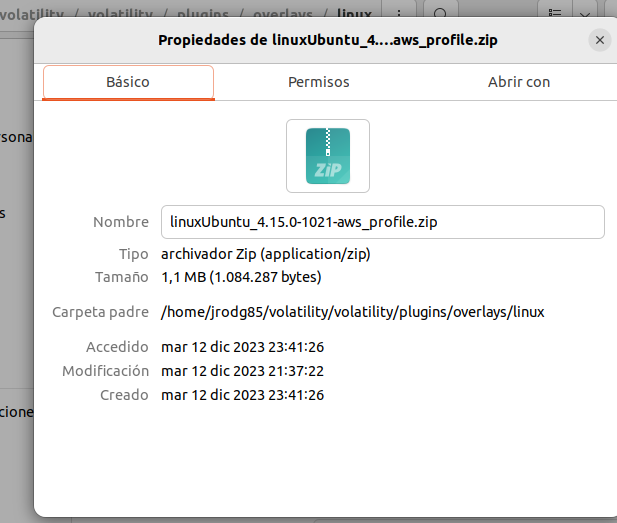 volatility / volatility / plugins / overlays / linux
Propiedades de linuxUbuntu_4.…aws_profile.zip
Básico Permisos Abrir con
ZIP
Nombre linuxUbuntu_4.15.0-1021-aws_profile.zip
Tipo archivador Zip (application/zip)
Tamaño 1,1 MB (1.084.287 bytes)
Carpeta padre /home/jrodg85/volatility/volatility/plugins/overlays/linux
Accedido mar 12 dic 2023 23:41:26
Modificación mar 12 dic 2023 21:37:22
Creado mar 12 dic 2023 23:41:26